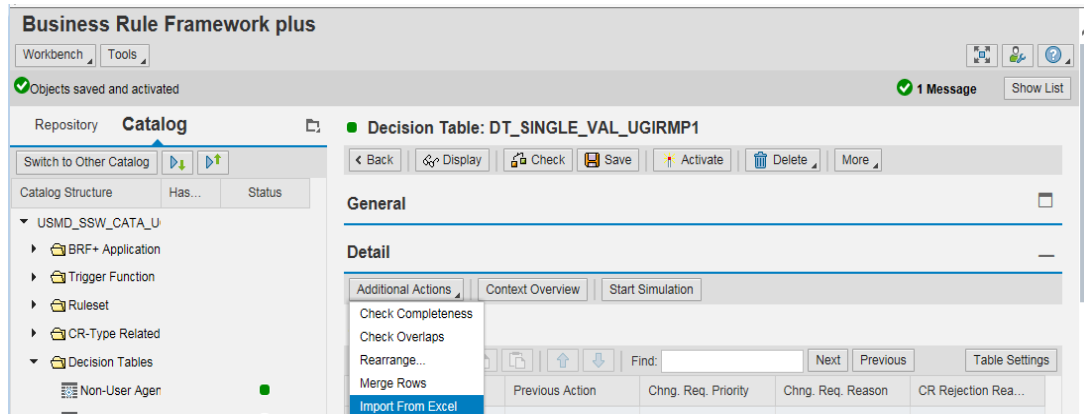 Business Rule Framework plus
Workbench Tools
Objects saved and activated 1 Message Show List
Repository Catalog Decision Table: DT_SINGLE_VAL_UGIRMP1
Switch to Other Catalog Back Display Check Save Activate Delete More
Catalog Structure Has... Status
General
USMD_SSW_CATA_U
BRF+ Application
Detail
Trigger Function
Additional Actions Context Overview Start Simulation
Ruleset
Check Completeness
CR-Type Related
Check Overlaps
Decision Tables
Rearrange... Find: Next Previous Table Settings
Non-User Agen
Merge Rows Previous Action Chng. Req. Priority Chng. Req. Reason CR Rejection Rea...
Import From Excel